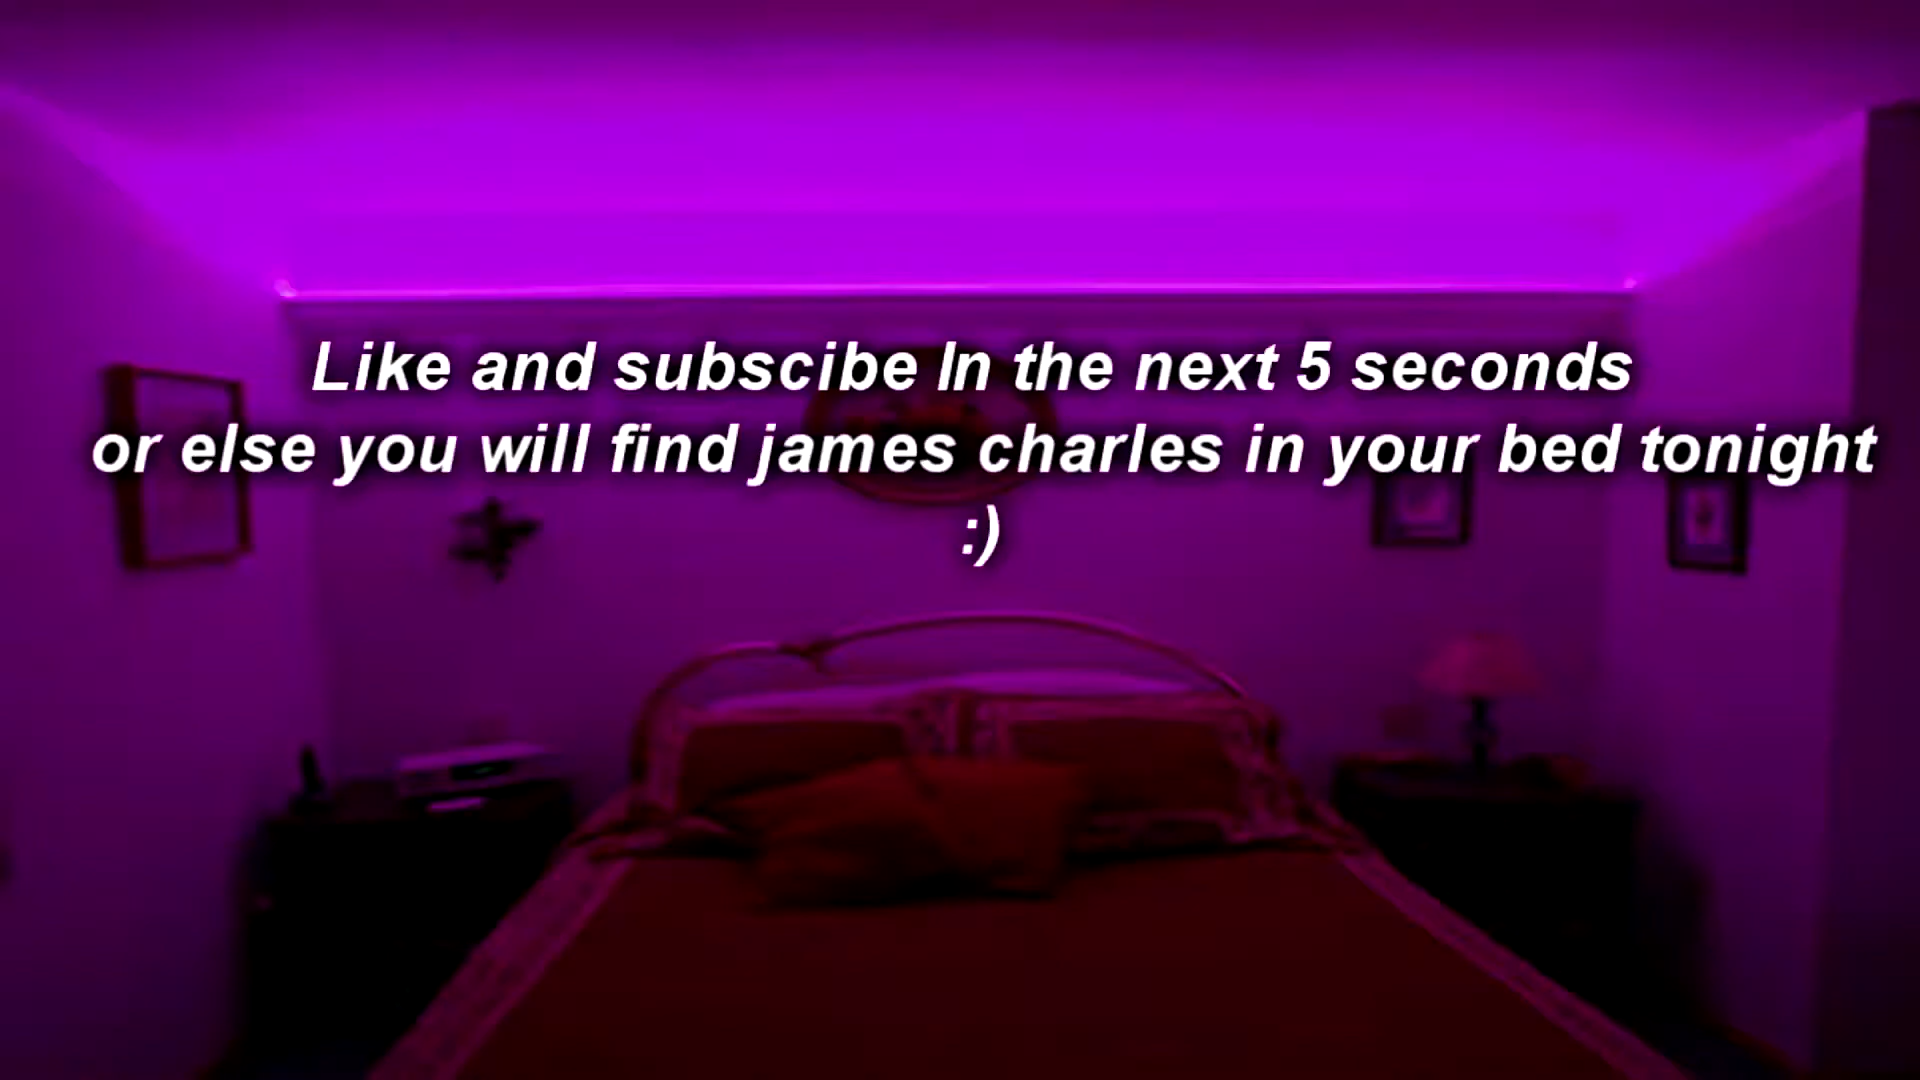 Like and subscibe In the next 5 seconds
or else you will find james charles in your bed tonight
:)